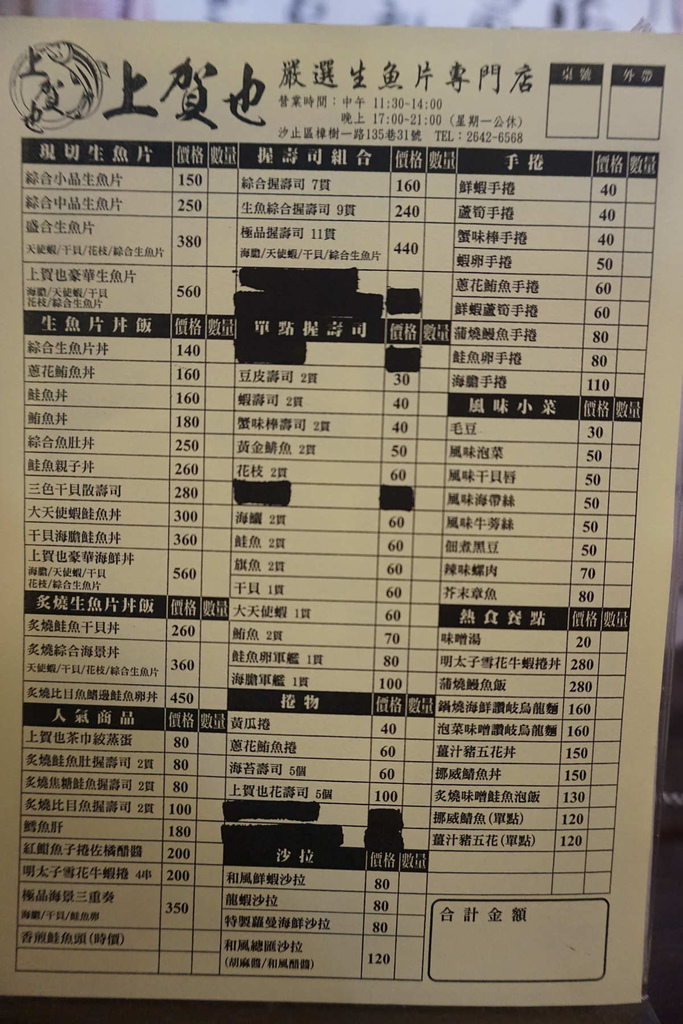 上賀也
上賀也
嚴選生魚片專門店
營業時間：中午 11:30~14:00
晚上 17:00~21:00 (星期一公休)
汐止區樟樹一路135巷31號 TEL：2642-6568
桌號
外帶
現切生魚片 價格 數量
綜合小品生魚片 150
綜合中品生魚片 250
盛合生魚片 380
天使蝦/干貝/花枝/綜合生魚片
上賀也豪華生魚片 560
海膽/天使蝦/干貝
花枝/綜合生魚片
生魚片丼飯 價格 數量
綜合生魚片丼 140
蔥花鮪魚丼 160
鮭魚丼 160
鮪魚丼 180
綜合魚肚丼 250
鮭魚親子丼 260
三色干貝散壽司 280
大天使蝦鮭魚丼 300
干貝海膽鮭魚丼 360
上賀也豪華海鮮丼 560
海膽/天使蝦/干貝
花枝/綜合生魚片
炙燒生魚片丼飯 價格 數量
炙燒鮭魚干貝丼 260
炙燒綜合海景丼 360
天使蝦/干貝/花枝/綜合生魚片
炙燒比目魚鰭邊鮭魚卵丼 450
人氣商品 價格 數量
上賀也茶巾絞蒸蛋 80
炙燒鮭魚肚握壽司 2貫 80
炙燒焦糖鮭魚握壽司 2貫 80
炙燒比目魚握壽司 2貫 100
鱈魚肝 180
紅魽魚子捲佐橘醋醬 200
明太子雪花牛蝦捲 4串 200
極品海景三重奏 350
海膽/干貝/鮭魚卵
香煎鮭魚頭(時價)
握壽司組合 價格 數量
綜合握壽司 7貫 160
生魚綜合握壽司 9貫 240
極品握壽司 11貫 440
海膽/天使蝦/干貝/綜合生魚片
單點握壽司 價格 數量
豆皮壽司 2貫 30
蝦壽司 2貫 40
蟹味棒壽司 2貫 40
黃金鯡魚 2貫 50
花枝 2貫 60
海鱺 2貫 60
鮭魚 2貫 60
旗魚 2貫 60
干貝 1貫 60
大天使蝦 1貫 60
鮪魚 2貫 70
鮭魚卵軍艦 1貫 80
海膽軍艦 1貫 100
捲物 價格 數量
黃瓜捲 40
蔥花鮪魚捲 60
海苔壽司 5個 60
上賀也花壽司 5個 100
沙拉 價格 數量
和風鮮蝦沙拉 80
龍蝦沙拉 80
特製蘿蔓海鮮沙拉 80
和風總匯沙拉 120
(胡麻醬/和風醋醬)
手捲 價格 數量
鮮蝦手捲 40
蘆筍手捲 40
蟹味棒手捲 40
蝦卵手捲 50
蔥花鮪魚手捲 60
鮮蝦蘆筍手捲 60
蒲燒鰻魚手捲 80
鮭魚卵手捲 80
海膽手捲 110
風味小菜 價格 數量
毛豆 30
風味泡菜 50
風味干貝唇 50
風味海帶絲 50
風味牛蒡絲 50
佃煮黑豆 50
辣味螺肉 70
芥末章魚 80
熱食餐點 價格 數量
味噌湯 20
明太子雪花牛蝦捲丼 280
蒲燒鰻魚飯 280
鍋燒海鮮讚岐烏龍麵 160
泡菜味噌讚岐烏龍麵 160
薑汁豬五花丼 150
挪威鯖魚丼 150
炙燒味噌鮭魚泡飯 130
挪威鯖魚(單點) 120
薑汁豬五花(單點) 120
合計金額